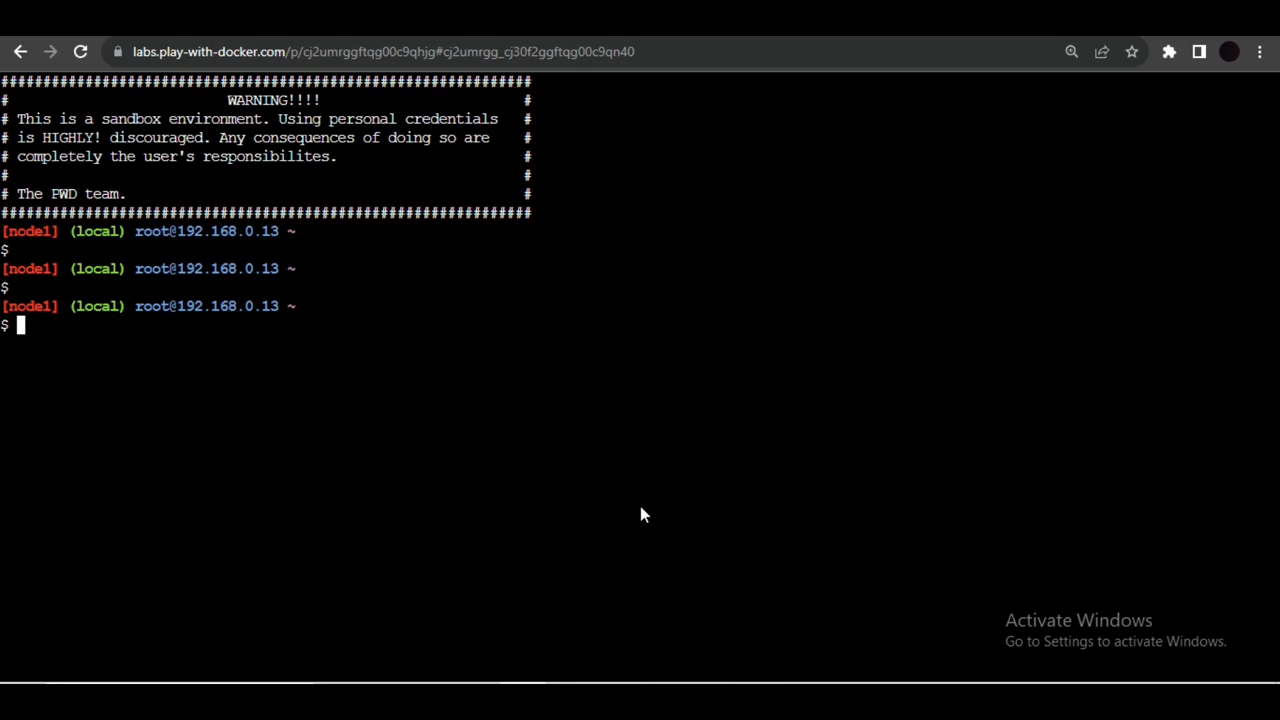 labs.play-with-docker.com/p/cj2umrggftqg00c9qhjg#cj2umrgg_cj30f2ggftqg00c9qn40
###############################################################
#                          WARNING!!!!                          #
# This is a sandbox environment. Using personal credentials   #
# is HIGHLY! discouraged. Any consequences of doing so are    #
# completely the user's responsibilites.                      #
#                                                             #
# The PWD team.                                               #
###############################################################
[node1] (local) root@192.168.0.13 ~
$
[node1] (local) root@192.168.0.13 ~
$
[node1] (local) root@192.168.0.13 ~
$
Activate Windows
Go to Settings to activate Windows.